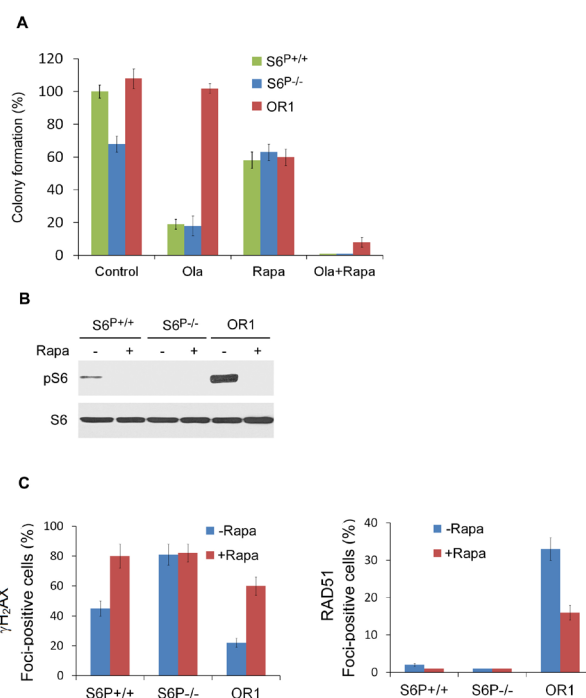 A
Colony formation (%)
120
100
80
60
40
20
0
S6P+/+
S6P-/-
OR1
Control Ola Rapa Ola+Rapa
B
S6P+/+ S6P-/- OR1
Rapa - + - + - +
pS6
S6
C
γH2AX
Foci-positive cells (%)
100
80
60
40
20
0
-Rapa
+Rapa
S6P+/+ S6P-/- OR1
RAD51
Foci-positive cells (%)
40
30
20
10
0
-Rapa
+Rapa
S6P+/+ S6P-/- OR1